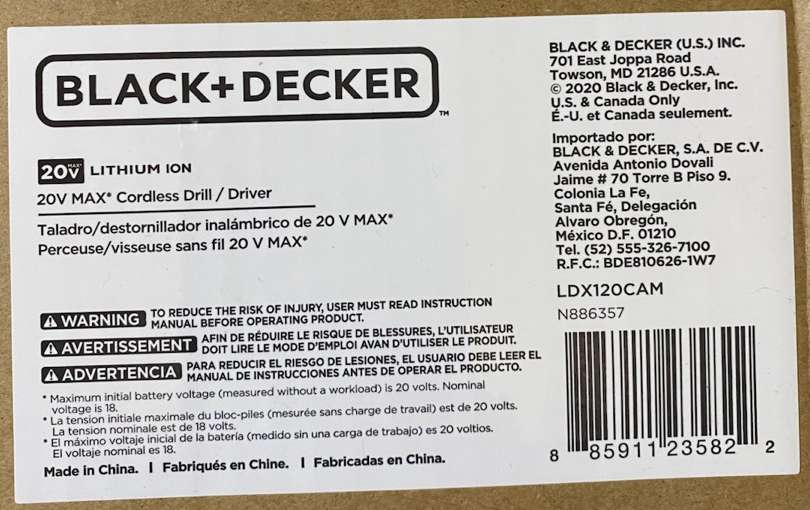 BLACK+DECKER
™
20V MAX* LITHIUM ION
20V MAX* Cordless Drill / Driver
Taladro/destornillador inalámbrico de 20 V MAX*
Perceuse/visseuse sans fil 20 V MAX*
WARNING TO REDUCE THE RISK OF INJURY, USER MUST READ INSTRUCTION
MANUAL BEFORE OPERATING PRODUCT.
AVERTISSEMENT AFIN DE RÉDUIRE LE RISQUE DE BLESSURES, L'UTILISATEUR
DOIT LIRE LE MODE D'EMPLOI AVAN D'UTILISER LE PRODUIT.
ADVERTENCIA PARA REDUCIR EL RIESGO DE LESIONES, EL USUARIO DEBE LEER EL
MANUAL DE INSTRUCCIONES ANTES DE OPERAR EL PRODUCTO.
* Maximum initial battery voltage (measured without a workload) is 20 volts. Nominal
voltage is 18.
* La tension initiale maximale du bloc-piles (mesurée sans charge de travail) est de 20 volts.
La tension nominale est de 18 volts.
* El máximo voltaje inicial de la batería (medido sin una carga de trabajo) es 20 voltios.
El voltaje nominal es 18.
Made in China. I Fabriqués en Chine. I Fabricadas en China.
BLACK & DECKER (U.S.) INC.
701 East Joppa Road
Towson, MD 21286 U.S.A.
© 2020 Black & Decker, Inc.
U.S. & Canada Only
É.-U. et Canada seulement.
Importado por:
BLACK & DECKER, S.A. DE C.V.
Avenida Antonio Dovali
Jaime # 70 Torre B Piso 9.
Colonia La Fe,
Santa Fé, Delegación
Alvaro Obregón,
México D.F. 01210
Tel. (52) 555-326-7100
R.F.C.: BDE810626-1W7
LDX120CAM
N886357
8 85911 23582 2